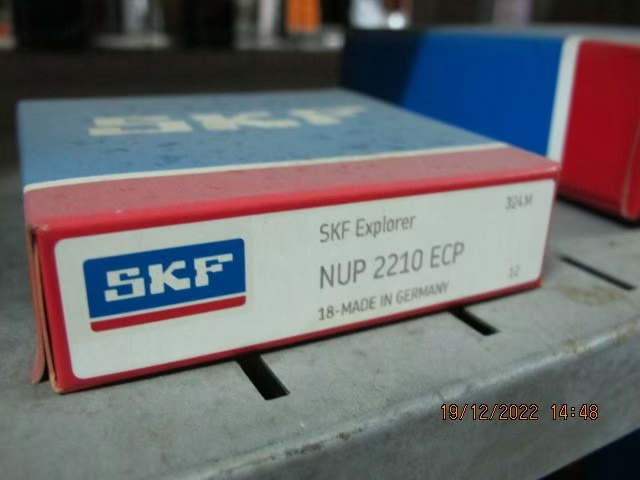 SKF
SKF
SKF Explorer
324M
NUP 2210 ECP
12
18-MADE IN GERMANY
19/12/2022 14:48